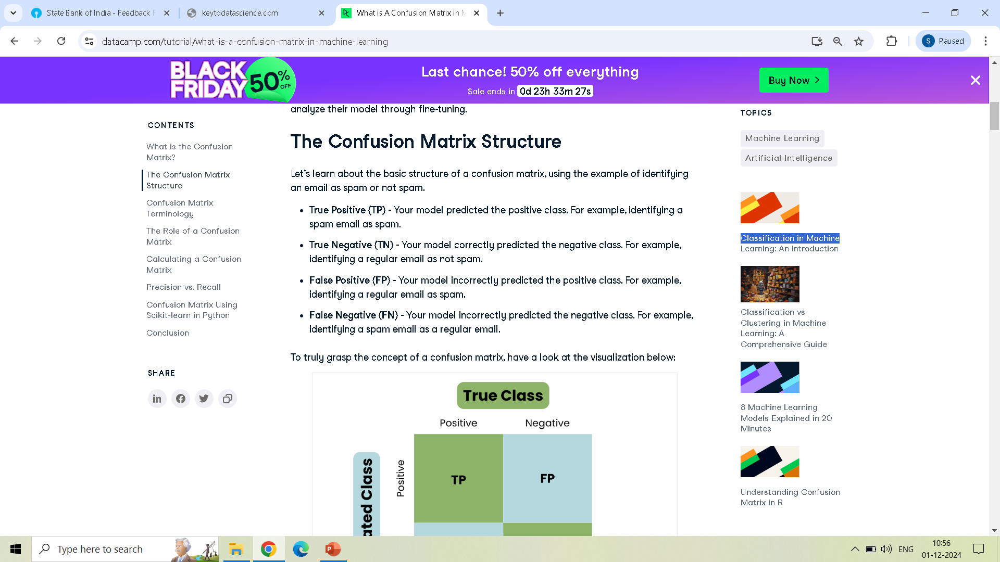 State Bank of India - Feedback F
keytodatascience.com
What is A Confusion Matrix in M
datacamp.com/tutorial/what-is-a-confusion-matrix-in-machine-learning
S Paused
BLACK FRIDAY 50% OFF
Last chance! 50% off everything
Sale ends in 0d 23h 33m 27s
Buy Now
CONTENTS
What is the Confusion
Matrix?
The Confusion Matrix
Structure
Confusion Matrix
Terminology
The Role of a Confusion
Matrix
Calculating a Confusion
Matrix
Precision vs. Recall
Confusion Matrix Using
Scikit-learn in Python
Conclusion
SHARE
in
analyze their model through fine-tuning.
The Confusion Matrix Structure
Let’s learn about the basic structure of a confusion matrix, using the example of identifying
an email as spam or not spam.
• True Positive (TP) - Your model predicted the positive class. For example, identifying a
spam email as spam.
• True Negative (TN) - Your model correctly predicted the negative class. For example,
identifying a regular email as not spam.
• False Positive (FP) - Your model incorrectly predicted the positive class. For example,
identifying a regular email as spam.
• False Negative (FN) - Your model incorrectly predicted the negative class. For example,
identifying a spam email as a regular email.
To truly grasp the concept of a confusion matrix, have a look at the visualization below:
True Class
Positive Negative
ated Class
Positive
TP FP
TOPICS
Machine Learning
Artificial Intelligence
Classification in Machine
Learning: An Introduction
Classification vs
Clustering in Machine
Learning: A
Comprehensive Guide
8 Machine Learning
Models Explained in 20
Minutes
Understanding Confusion
Matrix in R
Type here to search
P
ENG
10:56
01-12-2024